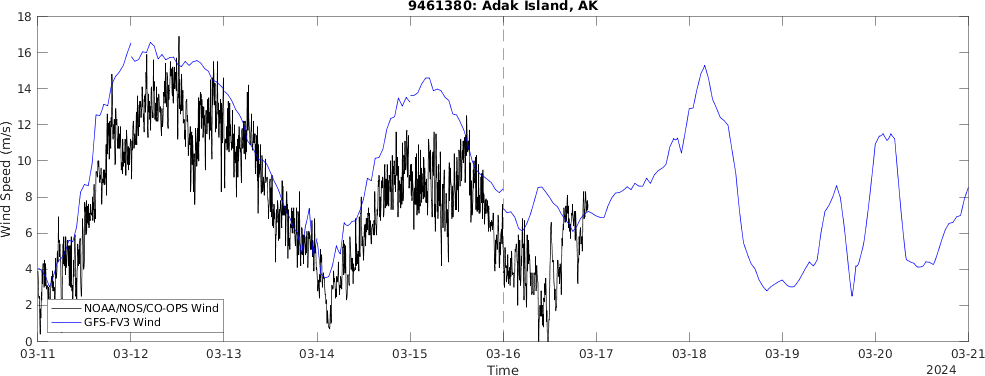 9461380: Adak Island, AK
Wind Speed (m/s)
18
16
14
12
10
8
6
4
2
0
NOAA/NOS/CO-OPS Wind
GFS-FV3 Wind
03-11 03-12 03-13 03-14 03-15 03-16 03-17 03-18 03-19 03-20 03-21
Time
2024